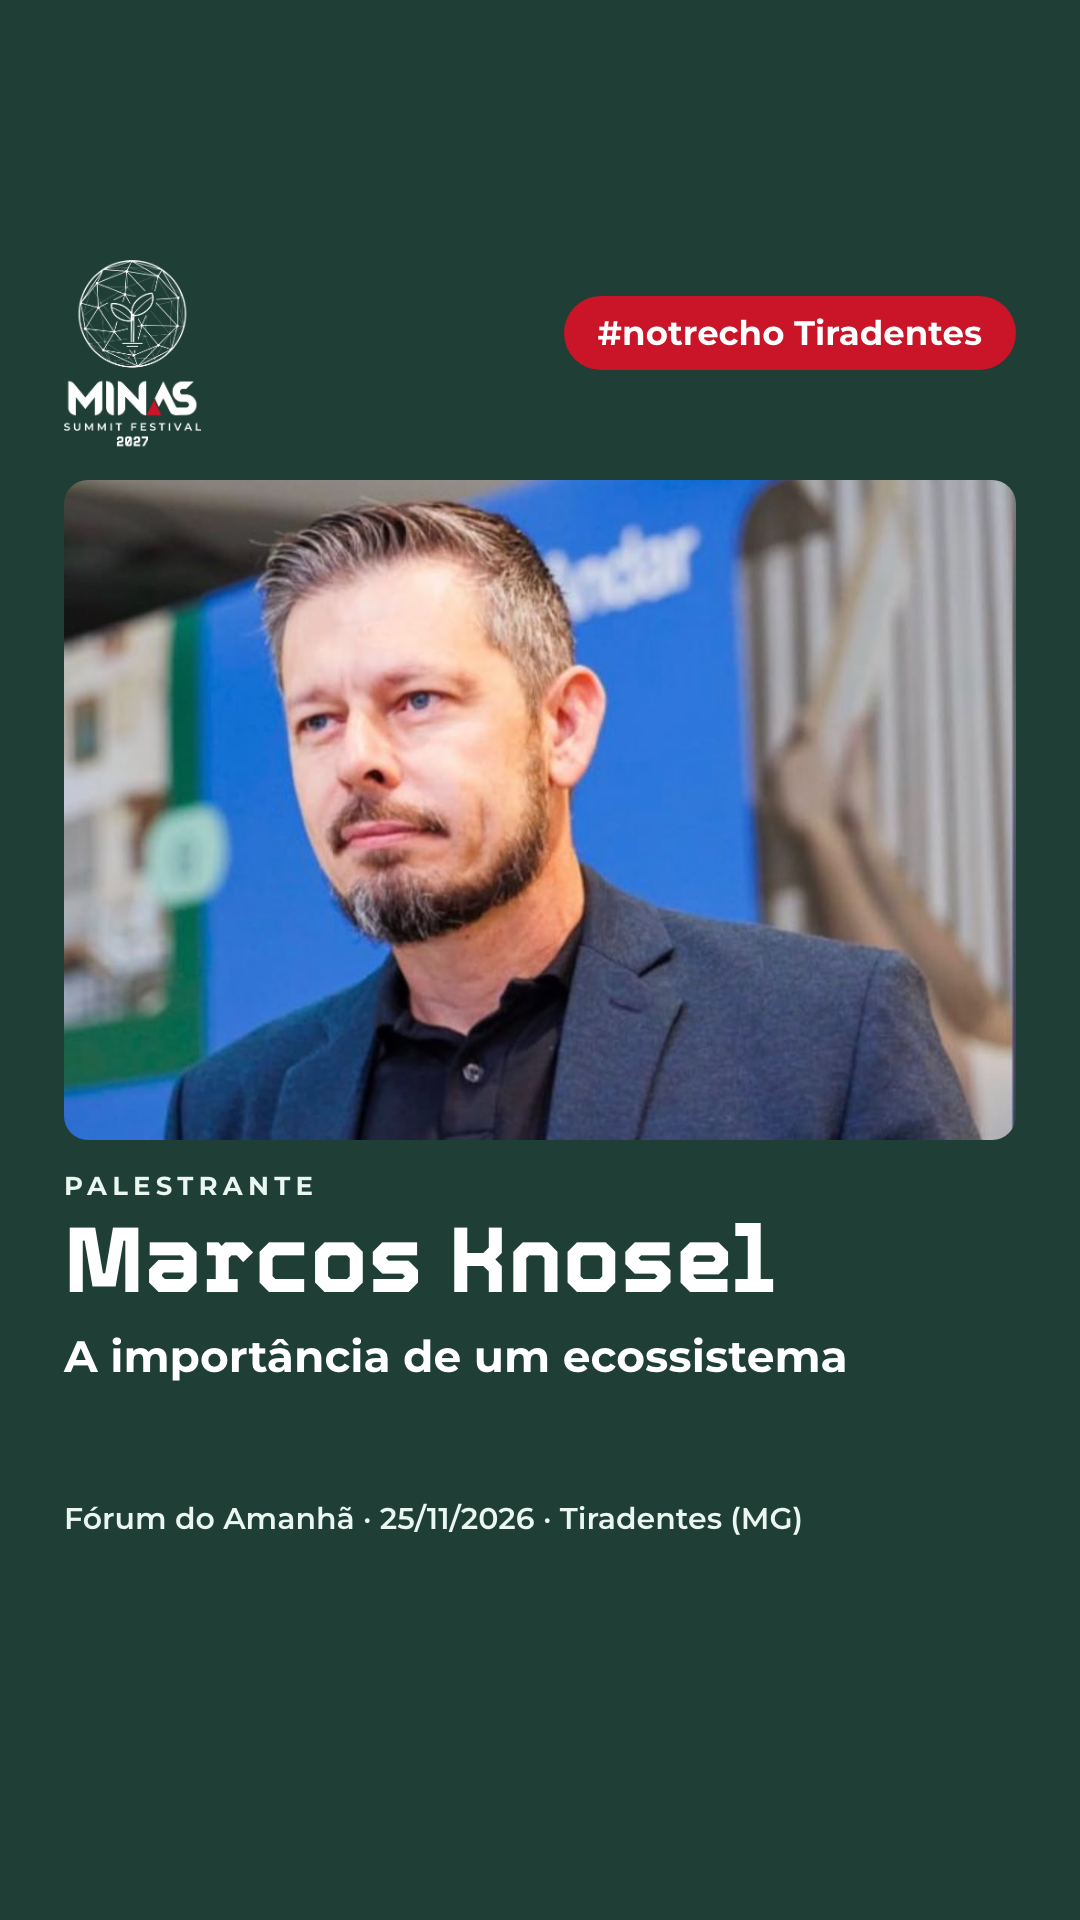 MINAS
SUMMIT FESTIVAL
2027
#notrecho Tiradentes
ndar
PALESTRANTE
Marcos Knosel
A importância de um ecossistema
Fórum do Amanhã · 25/11/2026 · Tiradentes (MG)